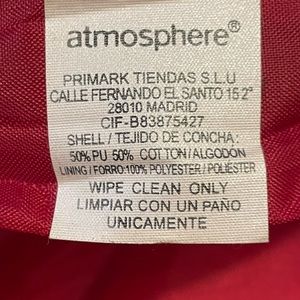 atmosphere®
PRIMARK TIENDAS S.L.U
CALLE FERNANDO EL SANTO 15 2°
28010 MADRID
CIF-B83875427
SHELL / TEJIDO DE CONCHA:
50% PU 50% COTTON/ALGODON
LINING / FORRO:100% POLYESTER / POLIÉSTER
WIPE CLEAN ONLY
LIMPIAR CON UN PAÑO
UNICAMENTE